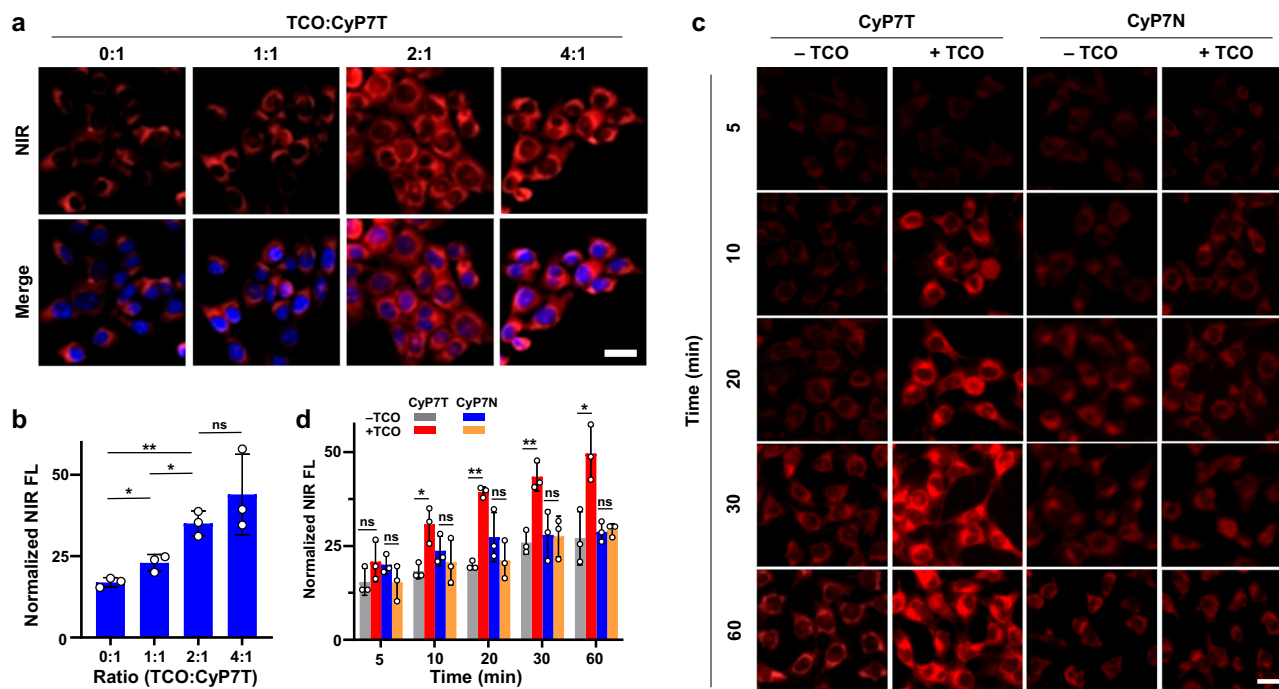 a
TCO:CyP7T
0:1 1:1 2:1 4:1
NIR
Merge
b
Normalized NIR FL
50
25
0
** ns
*
*
0:1 1:1 2:1 4:1
Ratio (TCO:CyP7T)
d
CyP7T CyP7N
–TCO
+TCO
Normalized NIR FL
50
25
0
ns ns
* ns
** ns
** ns
* ns
5 10 20 30 60
Time (min)
c
CyP7T CyP7N
– TCO + TCO – TCO + TCO
Time (min)
5
10
20
30
60